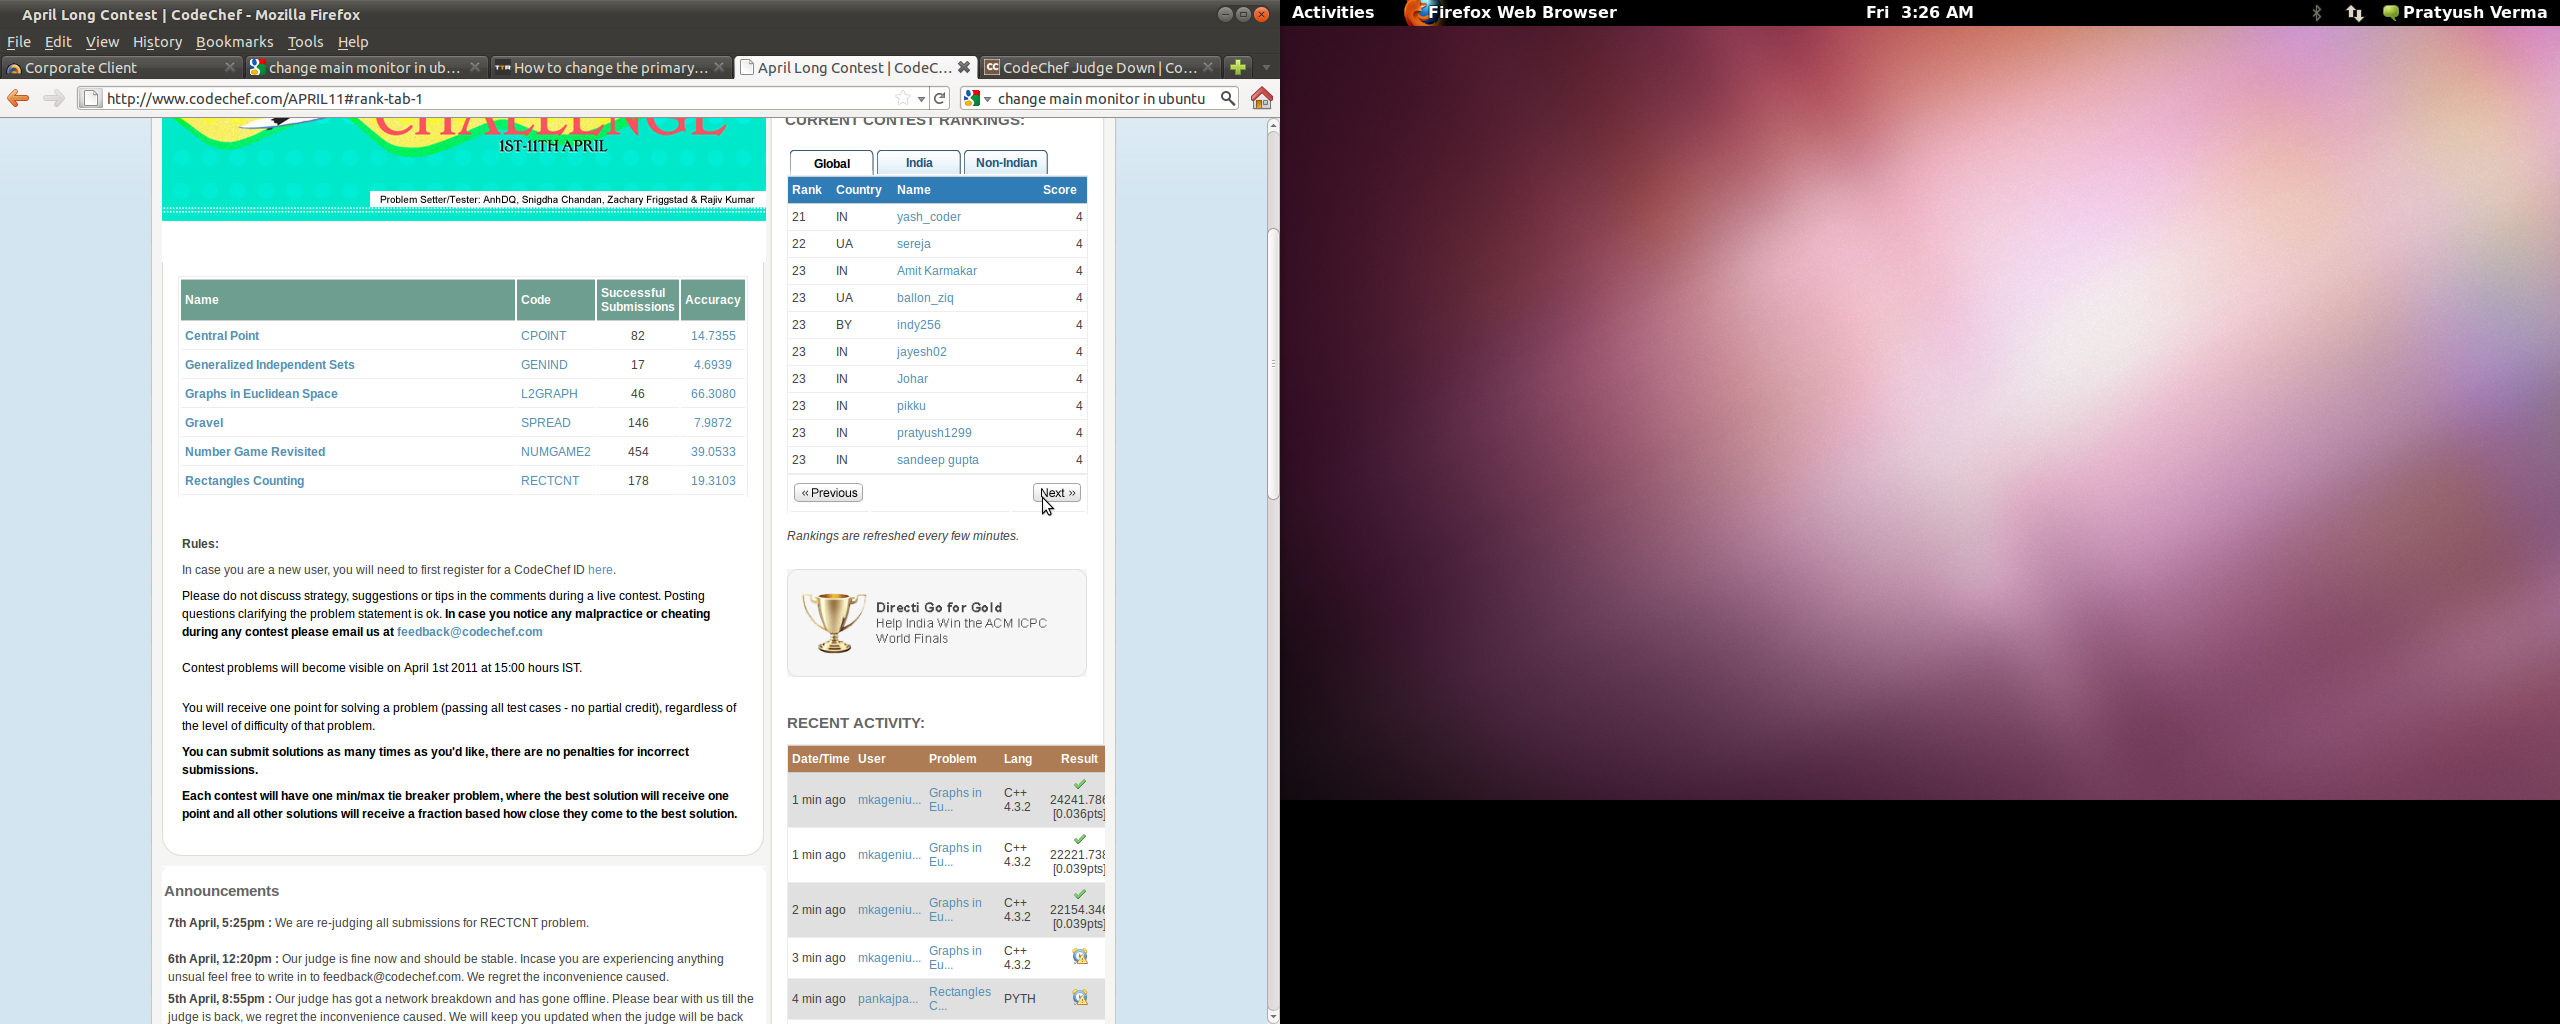 April Long Contest | CodeChef - Mozilla Firefox
Activities Firefox Web Browser Fri 3:26 AM Pratyush Verma
File Edit View History Bookmarks Tools Help
Corporate Client change main monitor in ub... How to change the primary... April Long Contest | CodeC... CodeChef Judge Down | Co...
http://www.codechef.com/APRIL11#rank-tab-1 change main monitor in ubuntu
CHALLENGE
1ST-11TH APRIL
Problem Setter/Tester: AnhDQ, Snigdha Chandan, Zachary Friggstad & Rajiv Kumar
Name Code Successful Submissions Accuracy
Central Point CPOINT 82 14.7355
Generalized Independent Sets GENIND 17 4.6939
Graphs in Euclidean Space L2GRAPH 46 66.3080
Gravel SPREAD 146 7.9872
Number Game Revisited NUMGAME2 454 39.0533
Rectangles Counting RECTCNT 178 19.3103
Rules:
In case you are a new user, you will need to first register for a CodeChef ID here.
Please do not discuss strategy, suggestions or tips in the comments during a live contest. Posting
questions clarifying the problem statement is ok. In case you notice any malpractice or cheating
during any contest please email us at feedback@codechef.com
Contest problems will become visible on April 1st 2011 at 15:00 hours IST.
You will receive one point for solving a problem (passing all test cases - no partial credit), regardless of
the level of difficulty of that problem.
You can submit solutions as many times as you'd like, there are no penalties for incorrect
submissions.
Each contest will have one min/max tie breaker problem, where the best solution will receive one
point and all other solutions will receive a fraction based how close they come to the best solution.
Announcements
7th April, 5:25pm : We are re-judging all submissions for RECTCNT problem.
6th April, 12:20pm : Our judge is fine now and should be stable. Incase you are experiencing anything
unsual feel free to write in to feedback@codechef.com. We regret the inconvenience caused.
5th April, 8:55pm : Our judge has got a network breakdown and has gone offline. Please bear with us till the
judge is back, we regret the inconvenience caused. We will keep you updated when the judge will be back
CURRENT CONTEST RANKINGS:
Global India Non-Indian
Rank Country Name Score
21 IN yash_coder 4
22 UA sereja 4
23 IN Amit Karmakar 4
23 UA ballon_ziq 4
23 BY indy256 4
23 IN jayesh02 4
23 IN Johar 4
23 IN pikku 4
23 IN pratyush1299 4
23 IN sandeep gupta 4
‹‹ Previous Next ››
Rankings are refreshed every few minutes.
Directi Go for Gold
Help India Win the ACM ICPC
World Finals
RECENT ACTIVITY:
Date/Time User Problem Lang Result
1 min ago mkageniu... Graphs in Eu... C++ 4.3.2 24241.786 [0.036pts]
1 min ago mkageniu... Graphs in Eu... C++ 4.3.2 22221.738 [0.039pts]
2 min ago mkageniu... Graphs in Eu... C++ 4.3.2 22154.346 [0.039pts]
3 min ago mkageniu... Graphs in Eu... C++ 4.3.2
4 min ago pankajpa... Rectangles C... PYTH